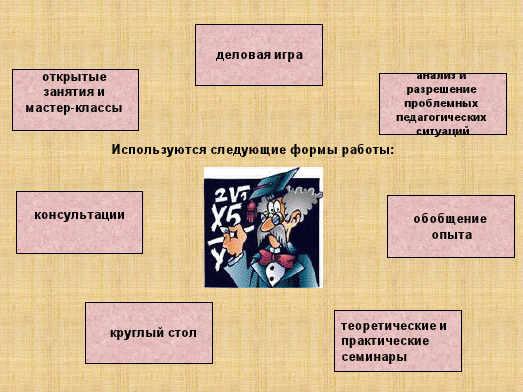 деловая игра
открытые
занятия и
мастер-классы
анализ и
разрешение
проблемных
педагогических
ситуаций
Используются следующие формы работы:
консультации
обобщение
опыта
круглый стол
теоретические и
практические
семинары